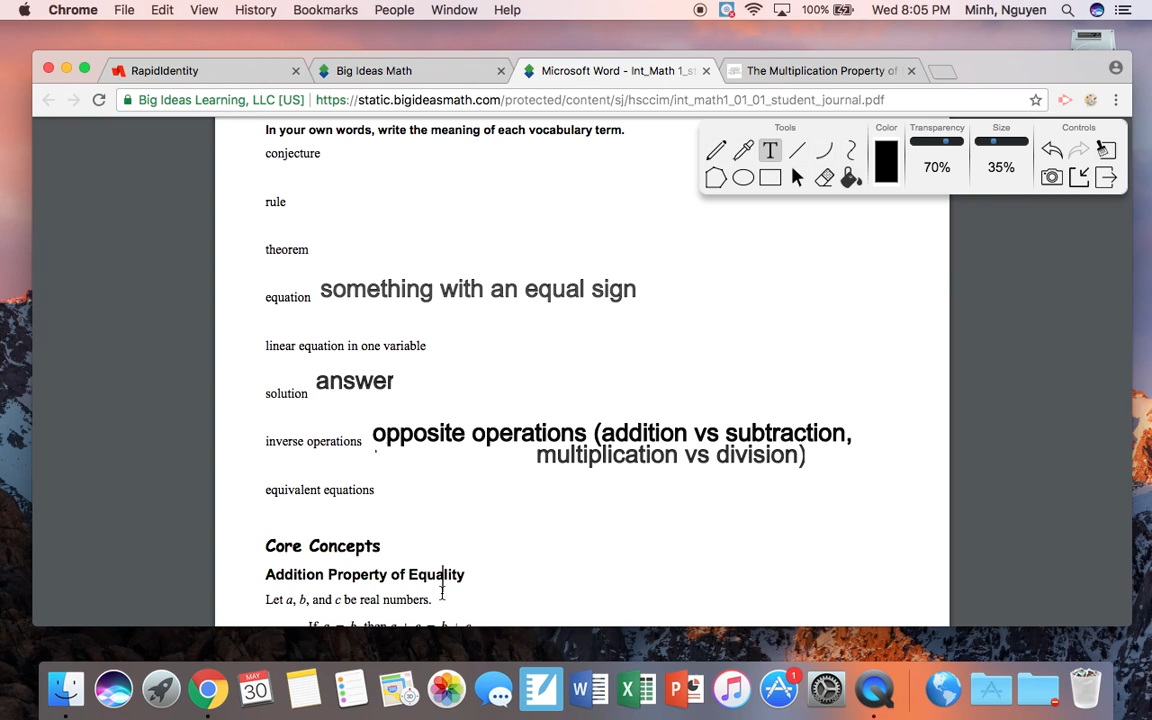 Chrome File Edit View History Bookmarks People Window Help 100% Wed 8:05 PM Minh, Nguyen
RapidIdentity
Big Ideas Math
Microsoft Word - Int_Math 1_st
The Multiplication Property of
Big Ideas Learning, LLC [US] https://static.bigideasmath.com/protected/content/sj/hsccim/int_math1_01_01_student_journal.pdf
Tools Color Transparency Size Controls
T
70% 35%
In your own words, write the meaning of each vocabulary term.
conjecture
rule
theorem
equation something with an equal sign
linear equation in one variable
solution answer
inverse operations opposite operations (addition vs subtraction,
multiplication vs division)
equivalent equations
Core Concepts
Addition Property of Equality
Let a, b, and c be real numbers.
MAY
30
1